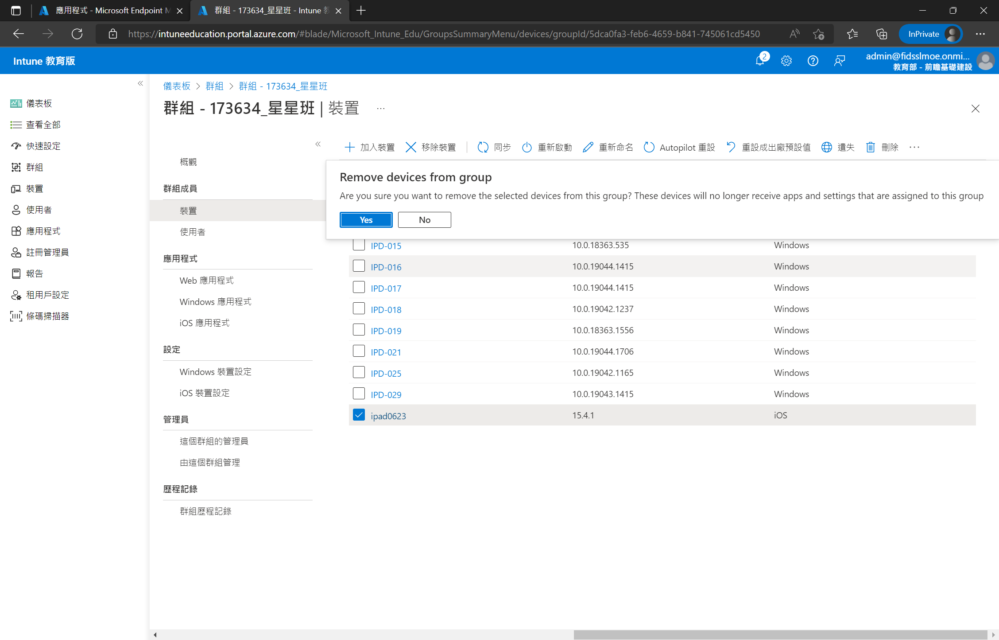 應用程式 - Microsoft Endpoint M
群組 - 173634_星星班 - Intune 教
https://intuneeducation.portal.azure.com/#blade/Microsoft_Intune_Edu/GroupsSummaryMenu/devices/groupId/5dca0fa3-feb6-4659-b841-745061cd5450
InPrivate
Intune 教育版
2
admin@fidsslmoe.onmi...
教育部 - 前瞻基礎建設
儀表板
查看全部
快速設定
群組
裝置
使用者
應用程式
註冊管理員
報告
租用戶設定
條碼掃描器
儀表板 > 群組 > 群組 - 173634_星星班
群組 - 173634_星星班 | 裝置 ...
概觀
群組成員
裝置
使用者
應用程式
Web 應用程式
Windows 應用程式
iOS 應用程式
設定
Windows 裝置設定
iOS 裝置設定
管理員
這個群組的管理員
由這個群組管理
歷程記錄
群組歷程記錄
加入裝置 移除裝置 同步 重新啟動 重新命名 Autopilot 重設 重設成出廠預設值 遺失 刪除 ...
Remove devices from group
Are you sure you want to remove the selected devices from this group? These devices will no longer receive apps and settings that are assigned to this group
Yes No
IPD-015 10.0.18363.535 Windows
IPD-016 10.0.19044.1415 Windows
IPD-017 10.0.19044.1415 Windows
IPD-018 10.0.19042.1237 Windows
IPD-019 10.0.18363.1556 Windows
IPD-021 10.0.19044.1706 Windows
IPD-025 10.0.19042.1165 Windows
IPD-029 10.0.19043.1415 Windows
ipad0623 15.4.1 iOS